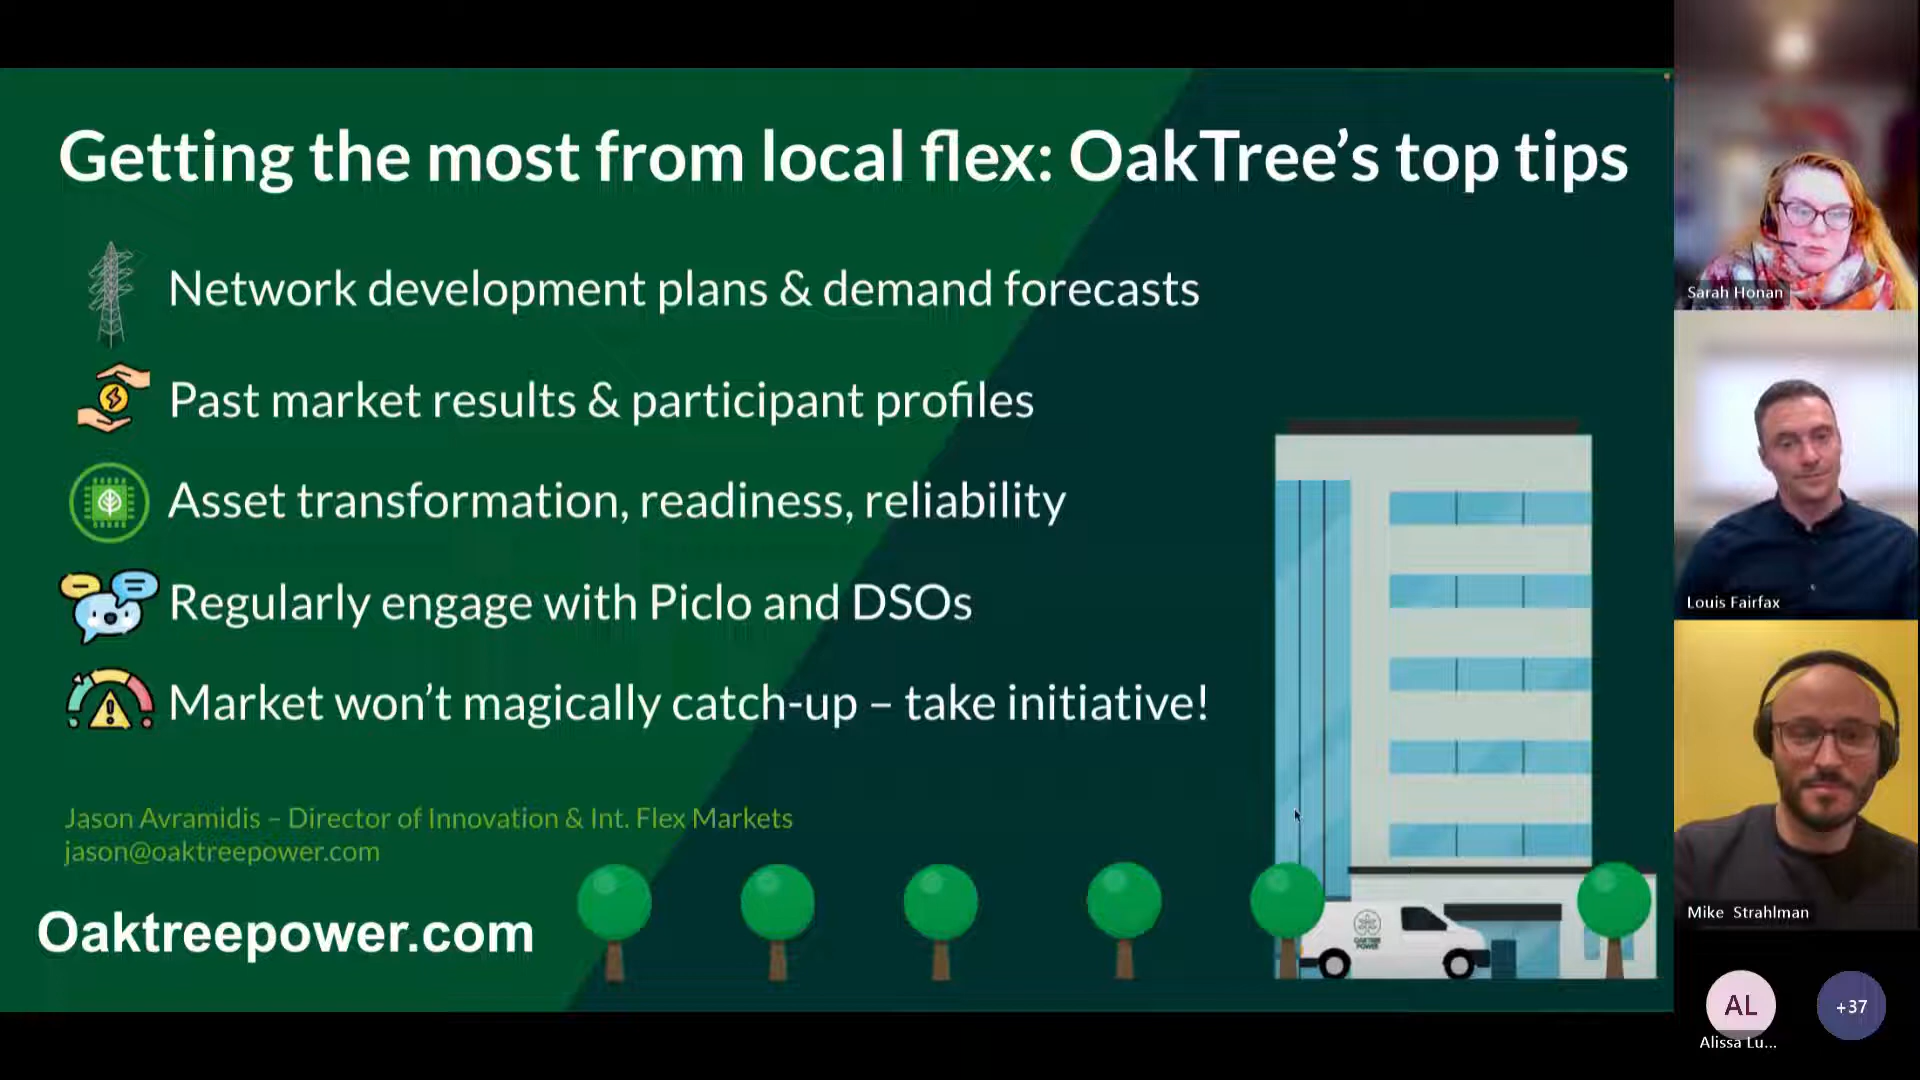 Getting the most from local flex: OakTree's top tips
Network development plans & demand forecasts
Past market results & participant profiles
Asset transformation, readiness, reliability
Regularly engage with Piclo and DSOs
Market won't magically catch-up – take initiative!
Jason Avramidis – Director of Innovation & Int. Flex Markets
jason@oaktreepower.com
Oaktreepower.com
OAKTREE
POWER
Sarah Honan
Louis Fairfax
Mike Strahlman
AL
Alissa Lu...
+37